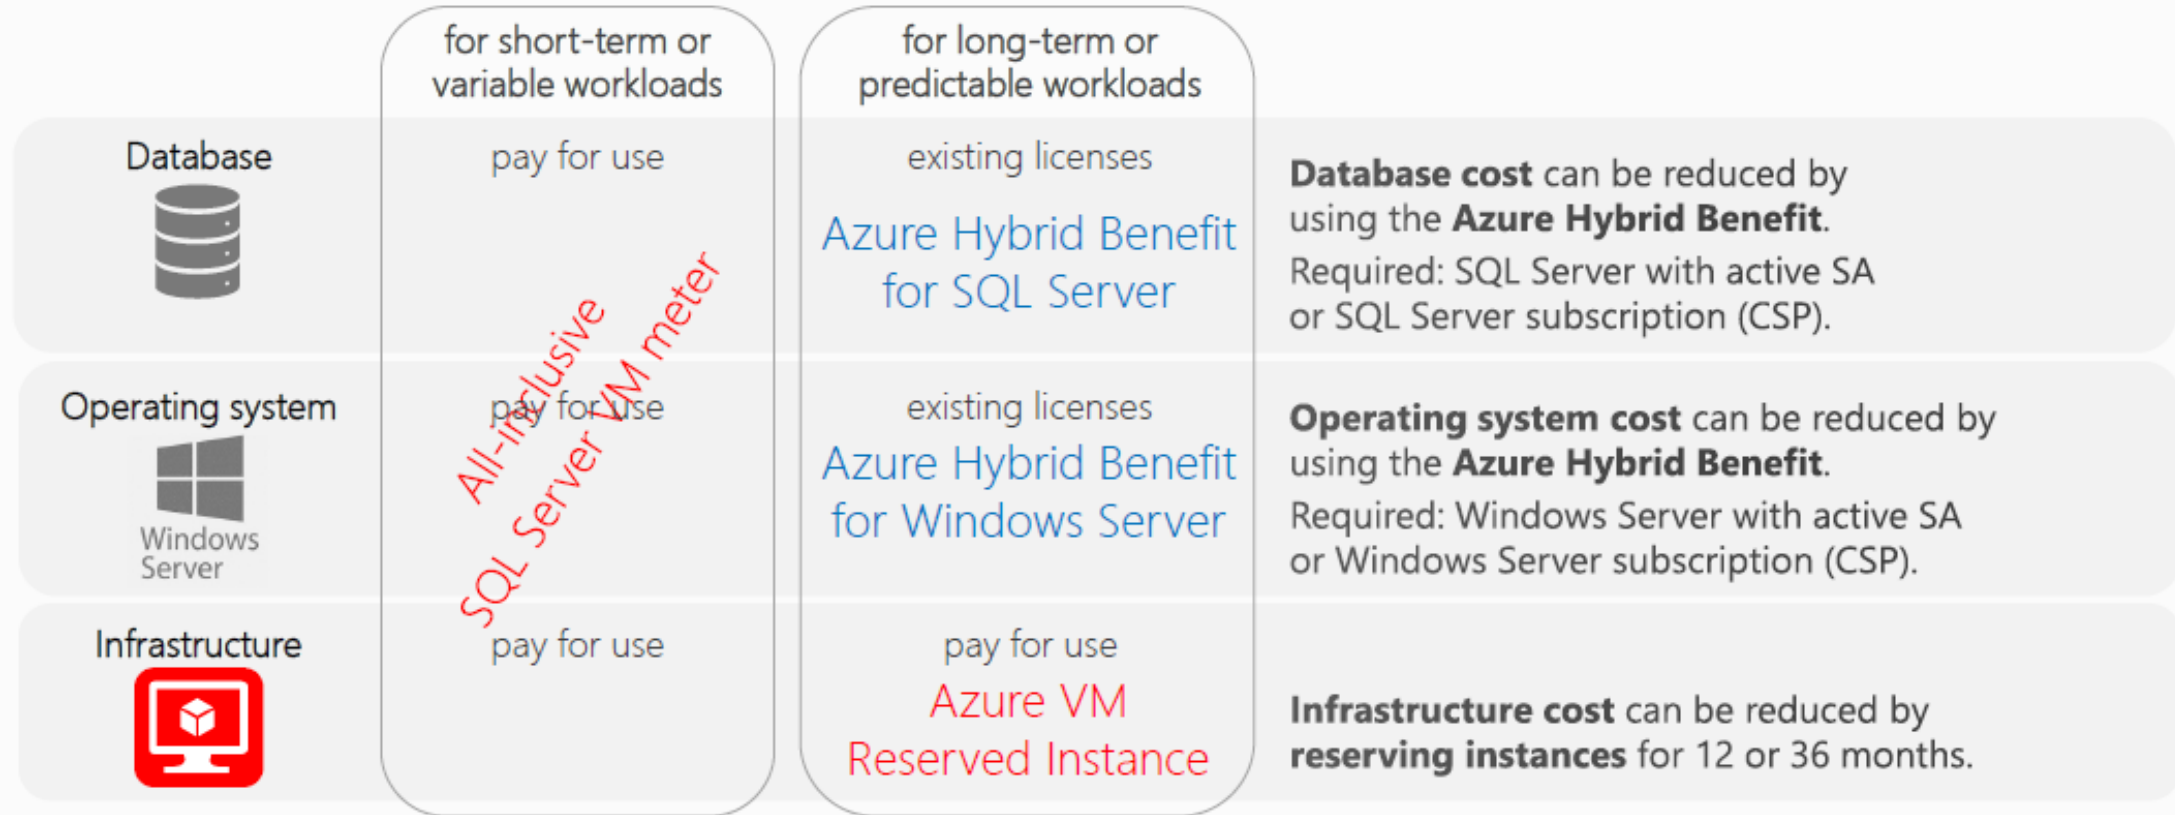 for short-term or
variable workloads
for long-term or
predictable workloads
Database
pay for use
existing licenses
Azure Hybrid Benefit
for SQL Server
Database cost can be reduced by
using the Azure Hybrid Benefit.
Required: SQL Server with active SA
or SQL Server subscription (CSP).
All-inclusive
SQL Server VM meter
Operating system
Windows
Server
pay for use
existing licenses
Azure Hybrid Benefit
for Windows Server
Operating system cost can be reduced by
using the Azure Hybrid Benefit.
Required: Windows Server with active SA
or Windows Server subscription (CSP).
Infrastructure
pay for use
pay for use
Azure VM
Reserved Instance
Infrastructure cost can be reduced by
reserving instances for 12 or 36 months.